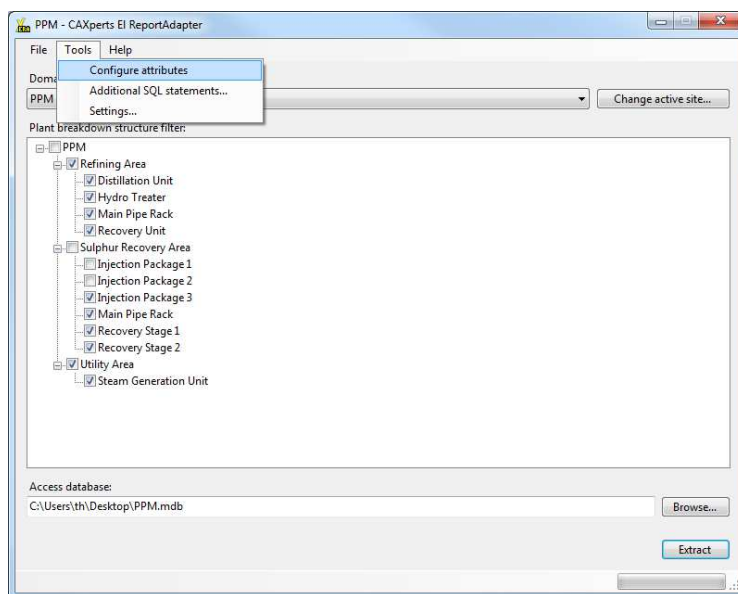 PPM - CAXperts EI ReportAdapter
File Tools Help
Configure attributes
Additional SQL statements...
Settings...
PPM
Change active site...
Plant breakdown structure filter:
PPM
Refining Area
Distillation Unit
Hydro Treater
Main Pipe Rack
Recovery Unit
Sulphur Recovery Area
Injection Package 1
Injection Package 2
Injection Package 3
Main Pipe Rack
Recovery Stage 1
Recovery Stage 2
Utility Area
Steam Generation Unit
Access database:
C:\Users\th\Desktop\PPM.mdb
Browse...
Extract